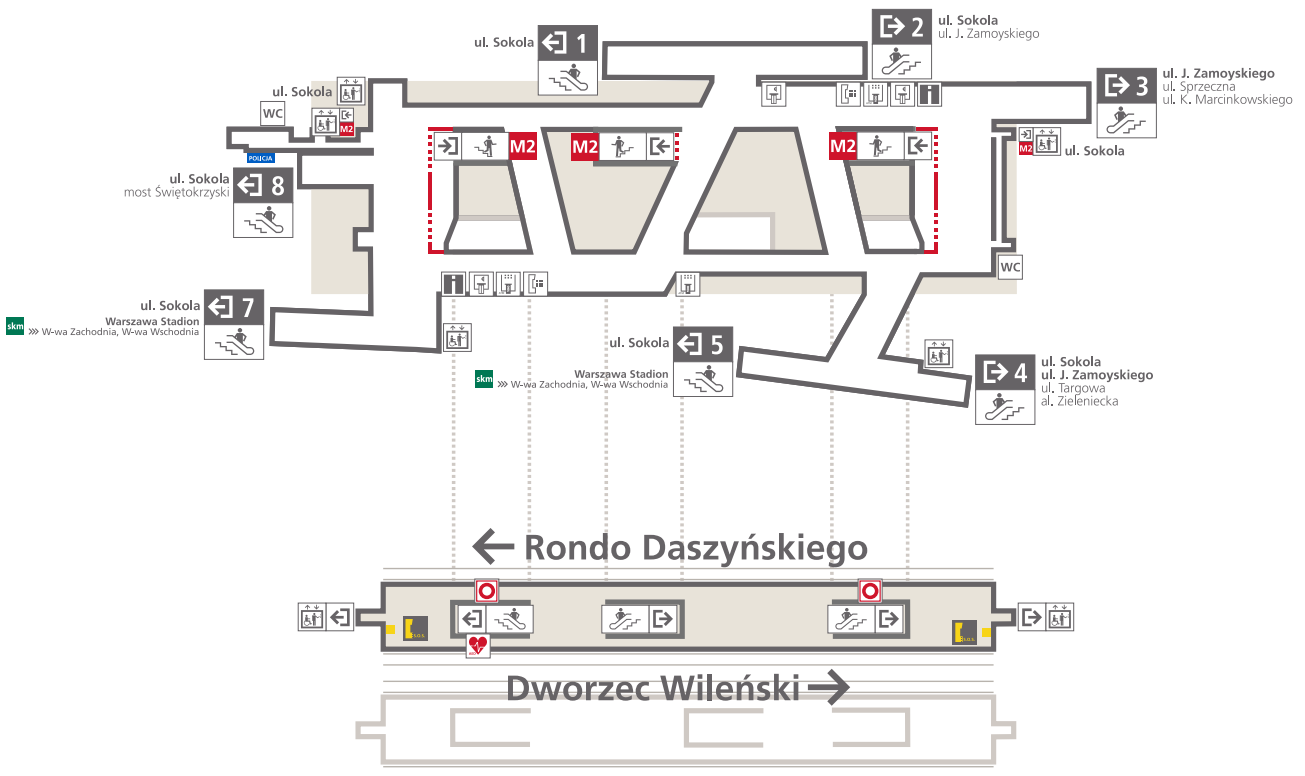 ul. Sokola
1
2
ul. Sokola
ul. J. Zamoyskiego
3
ul. J. Zamoyskiego
ul. Sprzeczna
ul. K. Marcinkowskiego
ul. Sokola
WC
M2
POLICJA
M2
M2
M2
M2
ul. Sokola
ul. Sokola
most Świętokrzyski
8
WC
ul. Sokola
7
Warszawa Stadion
skm >>> W-wa Zachodnia, W-wa Wschodnia
ul. Sokola
5
Warszawa Stadion
skm >>> W-wa Zachodnia, W-wa Wschodnia
4
ul. Sokola
ul. J. Zamoyskiego
ul. Targowa
al. Zieleniecka
← Rondo Daszyńskiego
s.o.s.
s.o.s.
Dworzec Wileński →